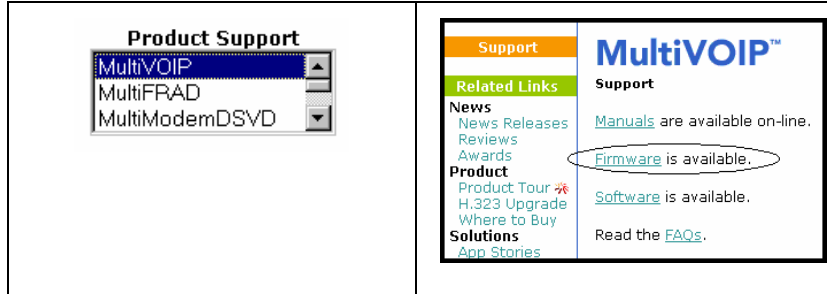 Product Support
MultiVOIP
MultiFRAD
MultiModemDSVD
Support
Related Links
News
News Releases
Reviews
Awards
Product
Product Tour
H.323 Upgrade
Where to Buy
Solutions
App Stories
MultiVOIP™
Support
Manuals are available on-line.
Firmware is available.
Software is available.
Read the FAQs.